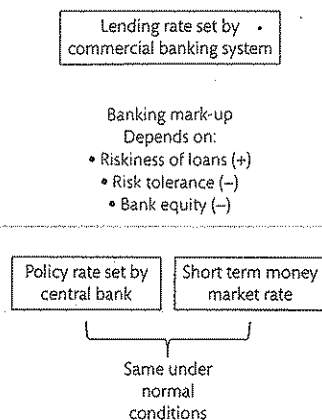 Lending rate set by
commercial banking system
Banking mark-up
Depends on:
• Riskiness of loans (+)
• Risk tolerance (–)
• Bank equity (–)
Policy rate set by
central bank
Short term money
market rate
Same under
normal
conditions